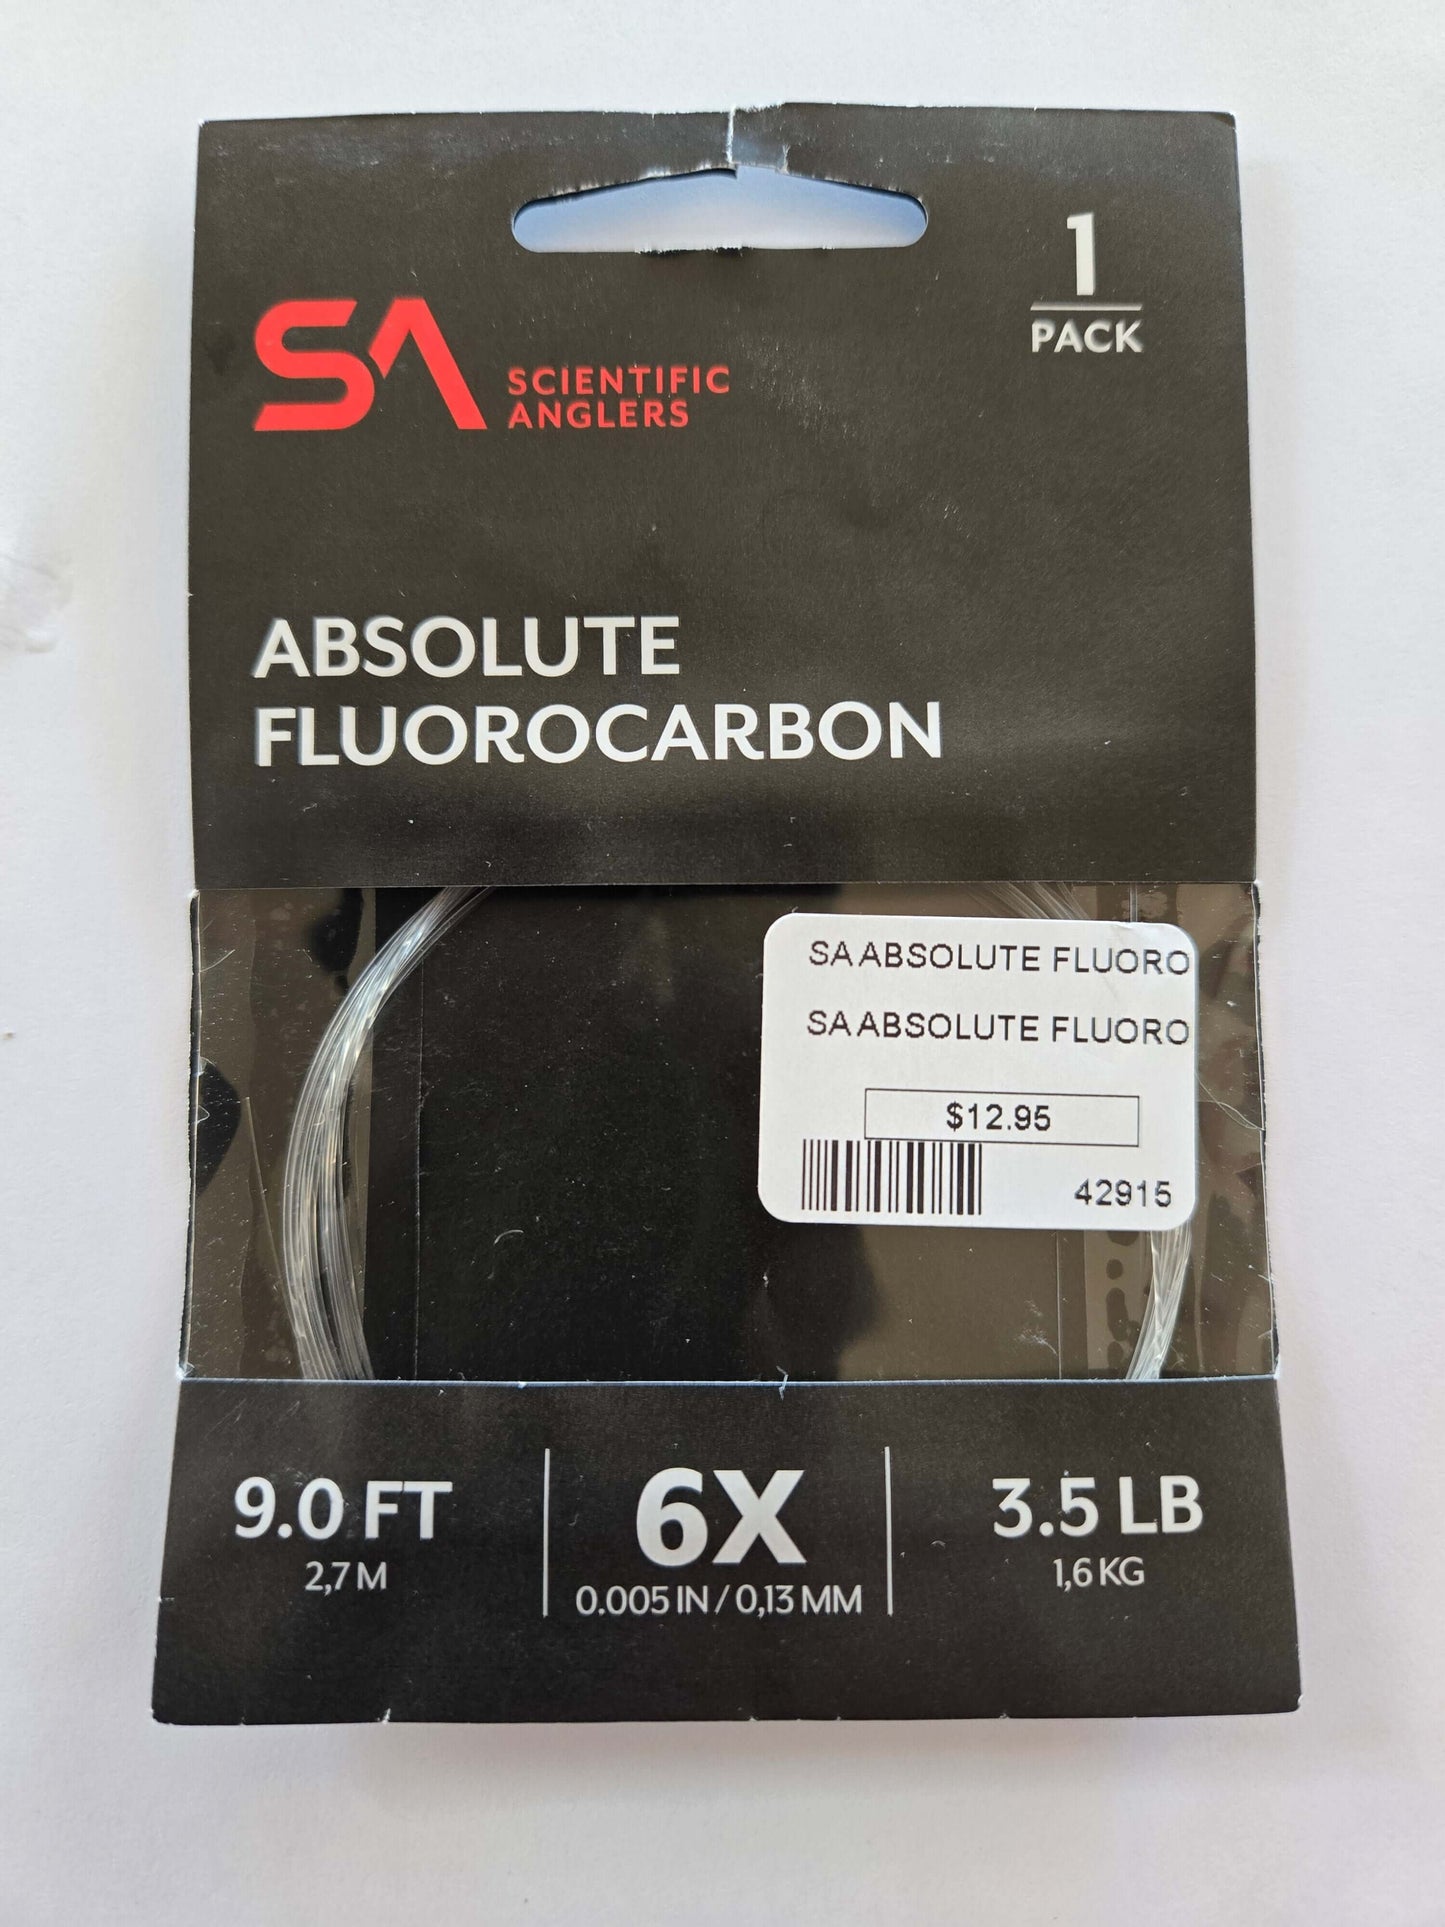 1
PACK
SA SCIENTIFIC
ANGLERS
ABSOLUTE
FLUOROCARBON
SA ABSOLUTE FLUORO
SA ABSOLUTE FLUORO
$12.95
42915
9.0 FT
2,7 M
6X
0.005 IN / 0,13 MM
3.5 LB
1,6 KG